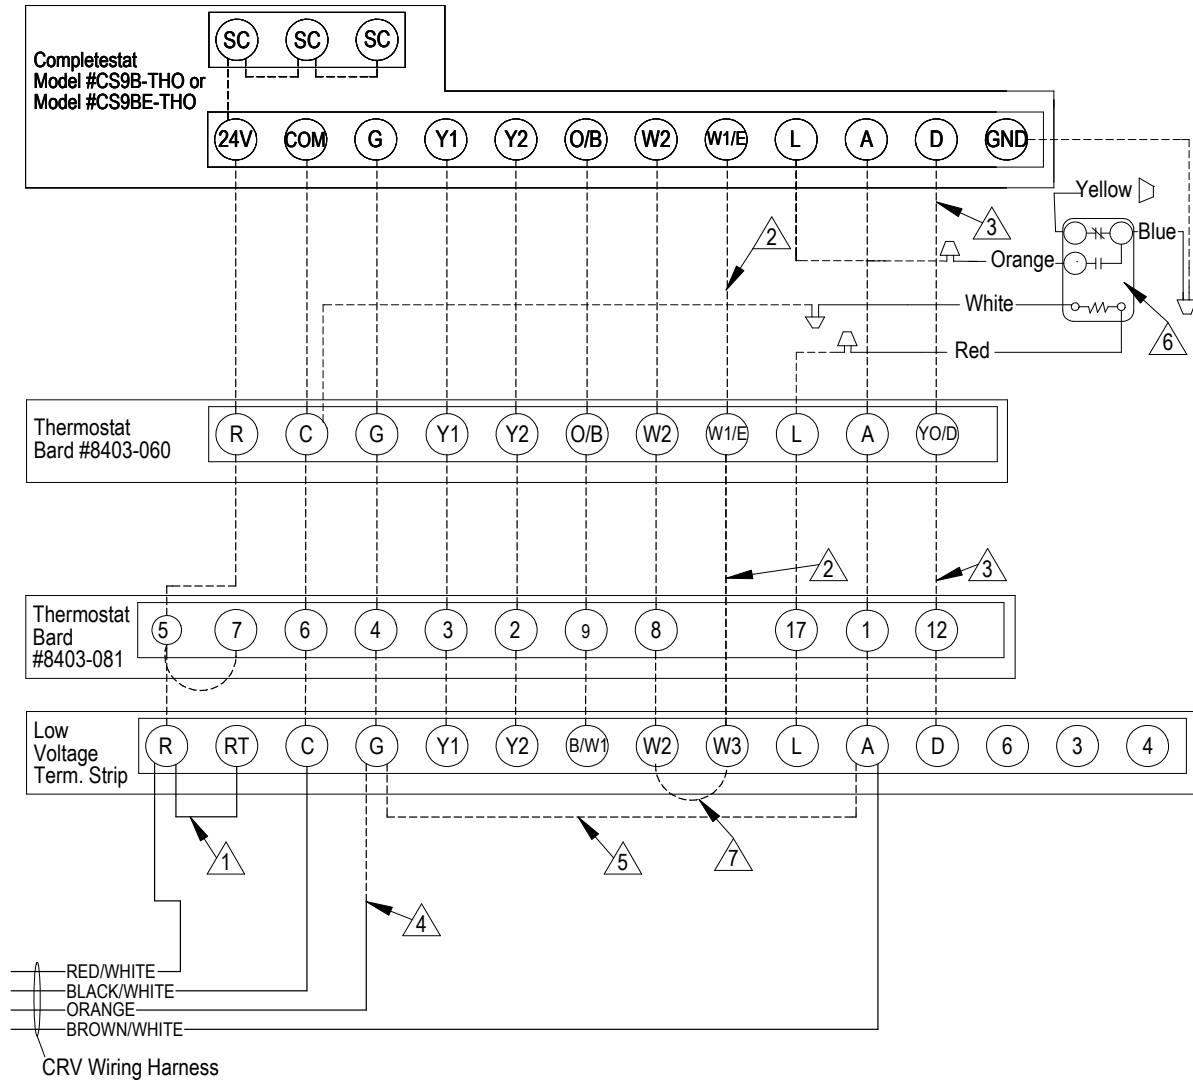 SC SC SC
Completestat
Model #CS9B-THO or
Model #CS9BE-THO
24V COM G Y1 Y2 O/B W2 W1/E L A D GND
Yellow
2
3
Blue
Orange
White
6
Red
Thermostat
Bard #8403-060
R C G Y1 Y2 O/B W2 W1/E L A YO/D
2
3
Thermostat
Bard
#8403-081
5 7 6 4 3 2 9 8 17 1 12
Low
Voltage
Term. Strip
R RT C G Y1 Y2 B/W1 W2 W3 L A D 6 3 4
1
5
7
4
RED/WHITE
BLACK/WHITE
ORANGE
BROWN/WHITE
CRV Wiring Harness